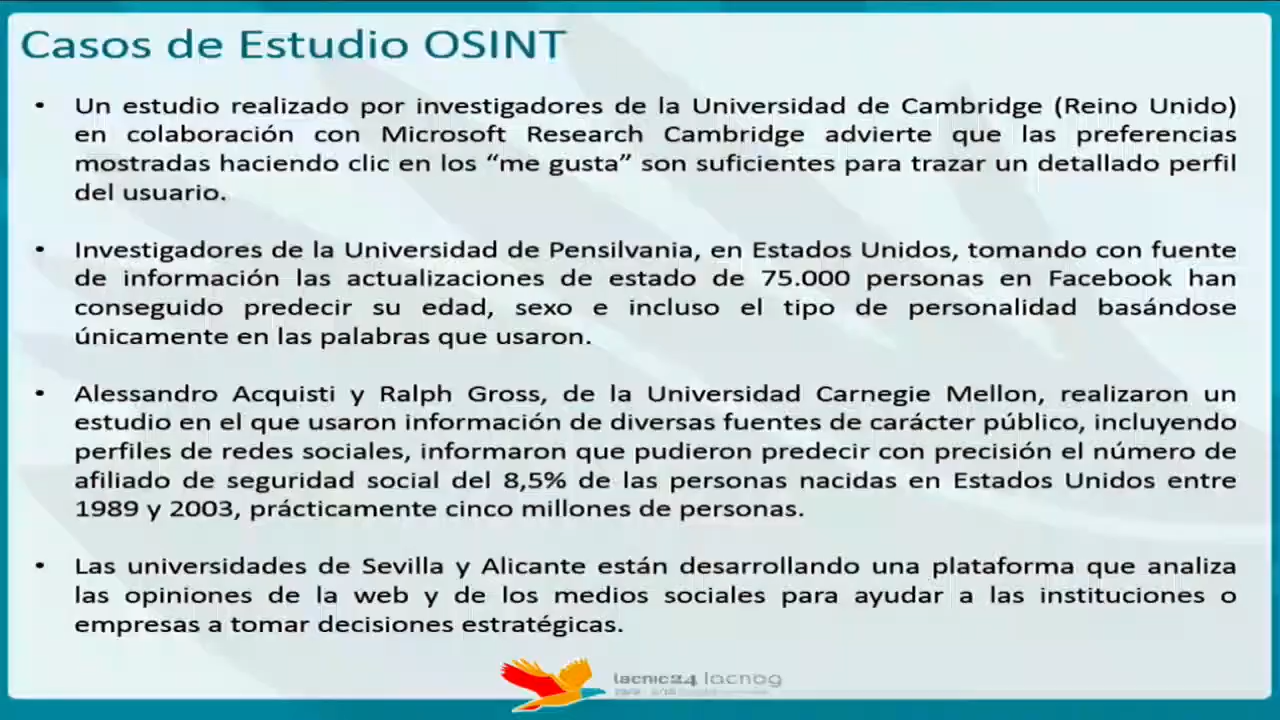 Casos de Estudio OSINT
• Un estudio realizado por investigadores de la Universidad de Cambridge (Reino Unido)
en colaboración con Microsoft Research Cambridge advierte que las preferencias
mostradas haciendo clic en los “me gusta” son suficientes para trazar un detallado perfil
del usuario.
• Investigadores de la Universidad de Pensilvania, en Estados Unidos, tomando con fuente
de información las actualizaciones de estado de 75.000 personas en Facebook han
conseguido predecir su edad, sexo e incluso el tipo de personalidad basándose
únicamente en las palabras que usaron.
• Alessandro Acquisti y Ralph Gross, de la Universidad Carnegie Mellon, realizaron un
estudio en el que usaron información de diversas fuentes de carácter público, incluyendo
perfiles de redes sociales, informaron que pudieron predecir con precisión el número de
afiliado de seguridad social del 8,5% de las personas nacidas en Estados Unidos entre
1989 y 2003, prácticamente cinco millones de personas.
• Las universidades de Sevilla y Alicante están desarrollando una plataforma que analiza
las opiniones de la web y de los medios sociales para ayudar a las instituciones o
empresas a tomar decisiones estratégicas.
lacnic24 lacnog